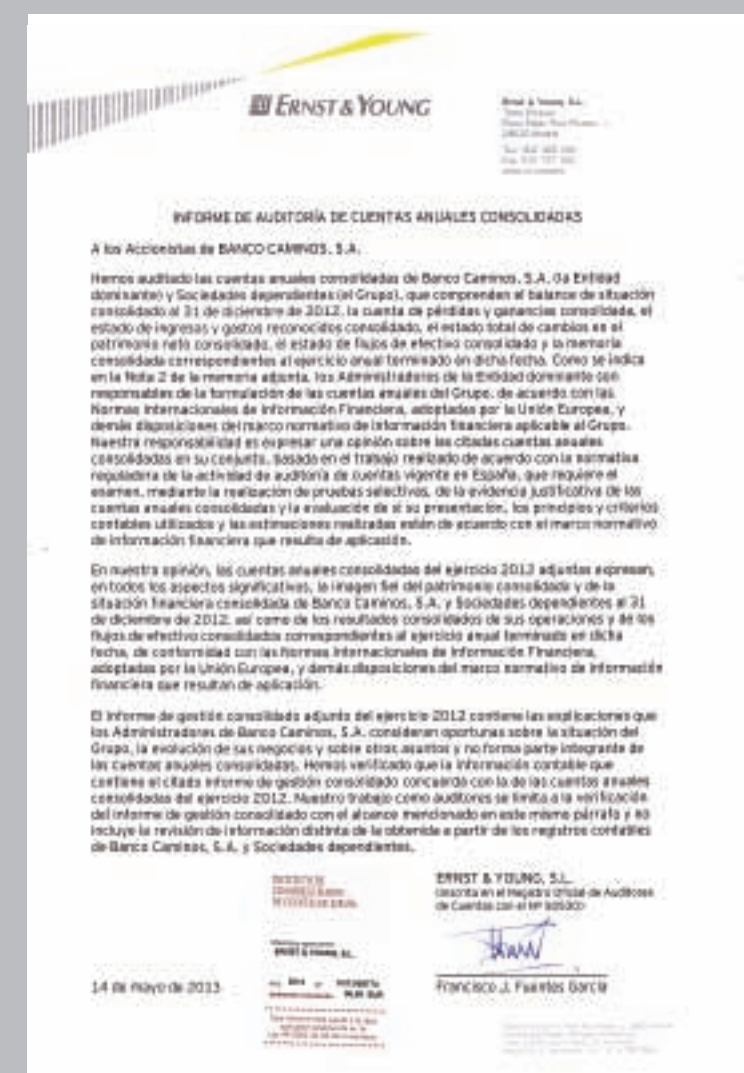 ERNST & YOUNG
Ernst & Young, S.L.
INFORME DE AUDITORÍA DE CUENTAS ANUALES CONSOLIDADAS
A los Accionistas de BANCO CAMINOS, S.A.
Hemos auditado las cuentas anuales consolidadas de Banco Caminos, S.A. (la Entidad
dominante) y Sociedades dependientes (el Grupo), que comprenden el balance de situación
consolidado al 31 de diciembre de 2012, la cuenta de pérdidas y ganancias consolidada, el
estado de ingresos y gastos reconocidos consolidado, el estado total de cambios en el
patrimonio neto consolidado, el estado de flujos de efectivo consolidado y la memoria
consolidada correspondientes al ejercicio anual terminado en dicha fecha. Como se indica
en la Nota 2 de la memoria adjunta, los Administradores de la Entidad dominante son
responsables de la formulación de las cuentas anuales del Grupo, de acuerdo con las
Normas Internacionales de Información Financiera, adoptadas por la Unión Europea, y
demás disposiciones del marco normativo de información financiera aplicable al Grupo.
Nuestra responsabilidad es expresar una opinión sobre las citadas cuentas anuales
consolidadas en su conjunto, basada en el trabajo realizado de acuerdo con la normativa
reguladora de la actividad de auditoría de cuentas vigente en España, que requiere el
examen, mediante la realización de pruebas selectivas, de la evidencia justificativa de las
cuentas anuales consolidadas y la evaluación de si su presentación, los principios y criterios
contables utilizados y las estimaciones realizadas están de acuerdo con el marco normativo
de información financiera que resulta de aplicación.
En nuestra opinión, las cuentas anuales consolidadas del ejercicio 2012 adjuntas expresan,
en todos los aspectos significativos, la imagen fiel del patrimonio consolidado y de la
situación financiera consolidada de Banco Caminos, S.A. y Sociedades dependientes al 31
de diciembre de 2012, así como de los resultados consolidados de sus operaciones y de los
flujos de efectivo consolidados correspondientes al ejercicio anual terminado en dicha
fecha, de conformidad con las Normas Internacionales de Información Financiera,
adoptadas por la Unión Europea, y demás disposiciones del marco normativo de información
financiera que resultan de aplicación.
El informe de gestión consolidado adjunto del ejercicio 2012 contiene las explicaciones que
los Administradores de Banco Caminos, S.A. consideran oportunas sobre la situación del
Grupo, la evolución de sus negocios y sobre otros asuntos y no forma parte integrante de
las cuentas anuales consolidadas. Hemos verificado que la información contable que
contiene el citado informe de gestión consolidado concuerda con la de las cuentas anuales
consolidadas del ejercicio 2012. Nuestro trabajo como auditores se limita a la verificación
del informe de gestión consolidado con el alcance mencionado en este mismo párrafo y no
incluye la revisión de información distinta de la obtenida a partir de los registros contables
de Banco Caminos, S.A. y Sociedades dependientes.
ERNST & YOUNG, S.L.
(inscrita en el Registro Oficial de Auditores
de Cuentas con el Nº S0530)
ERNST & YOUNG, S.L.
14 de mayo de 2013
Francisco J. Fuentes García